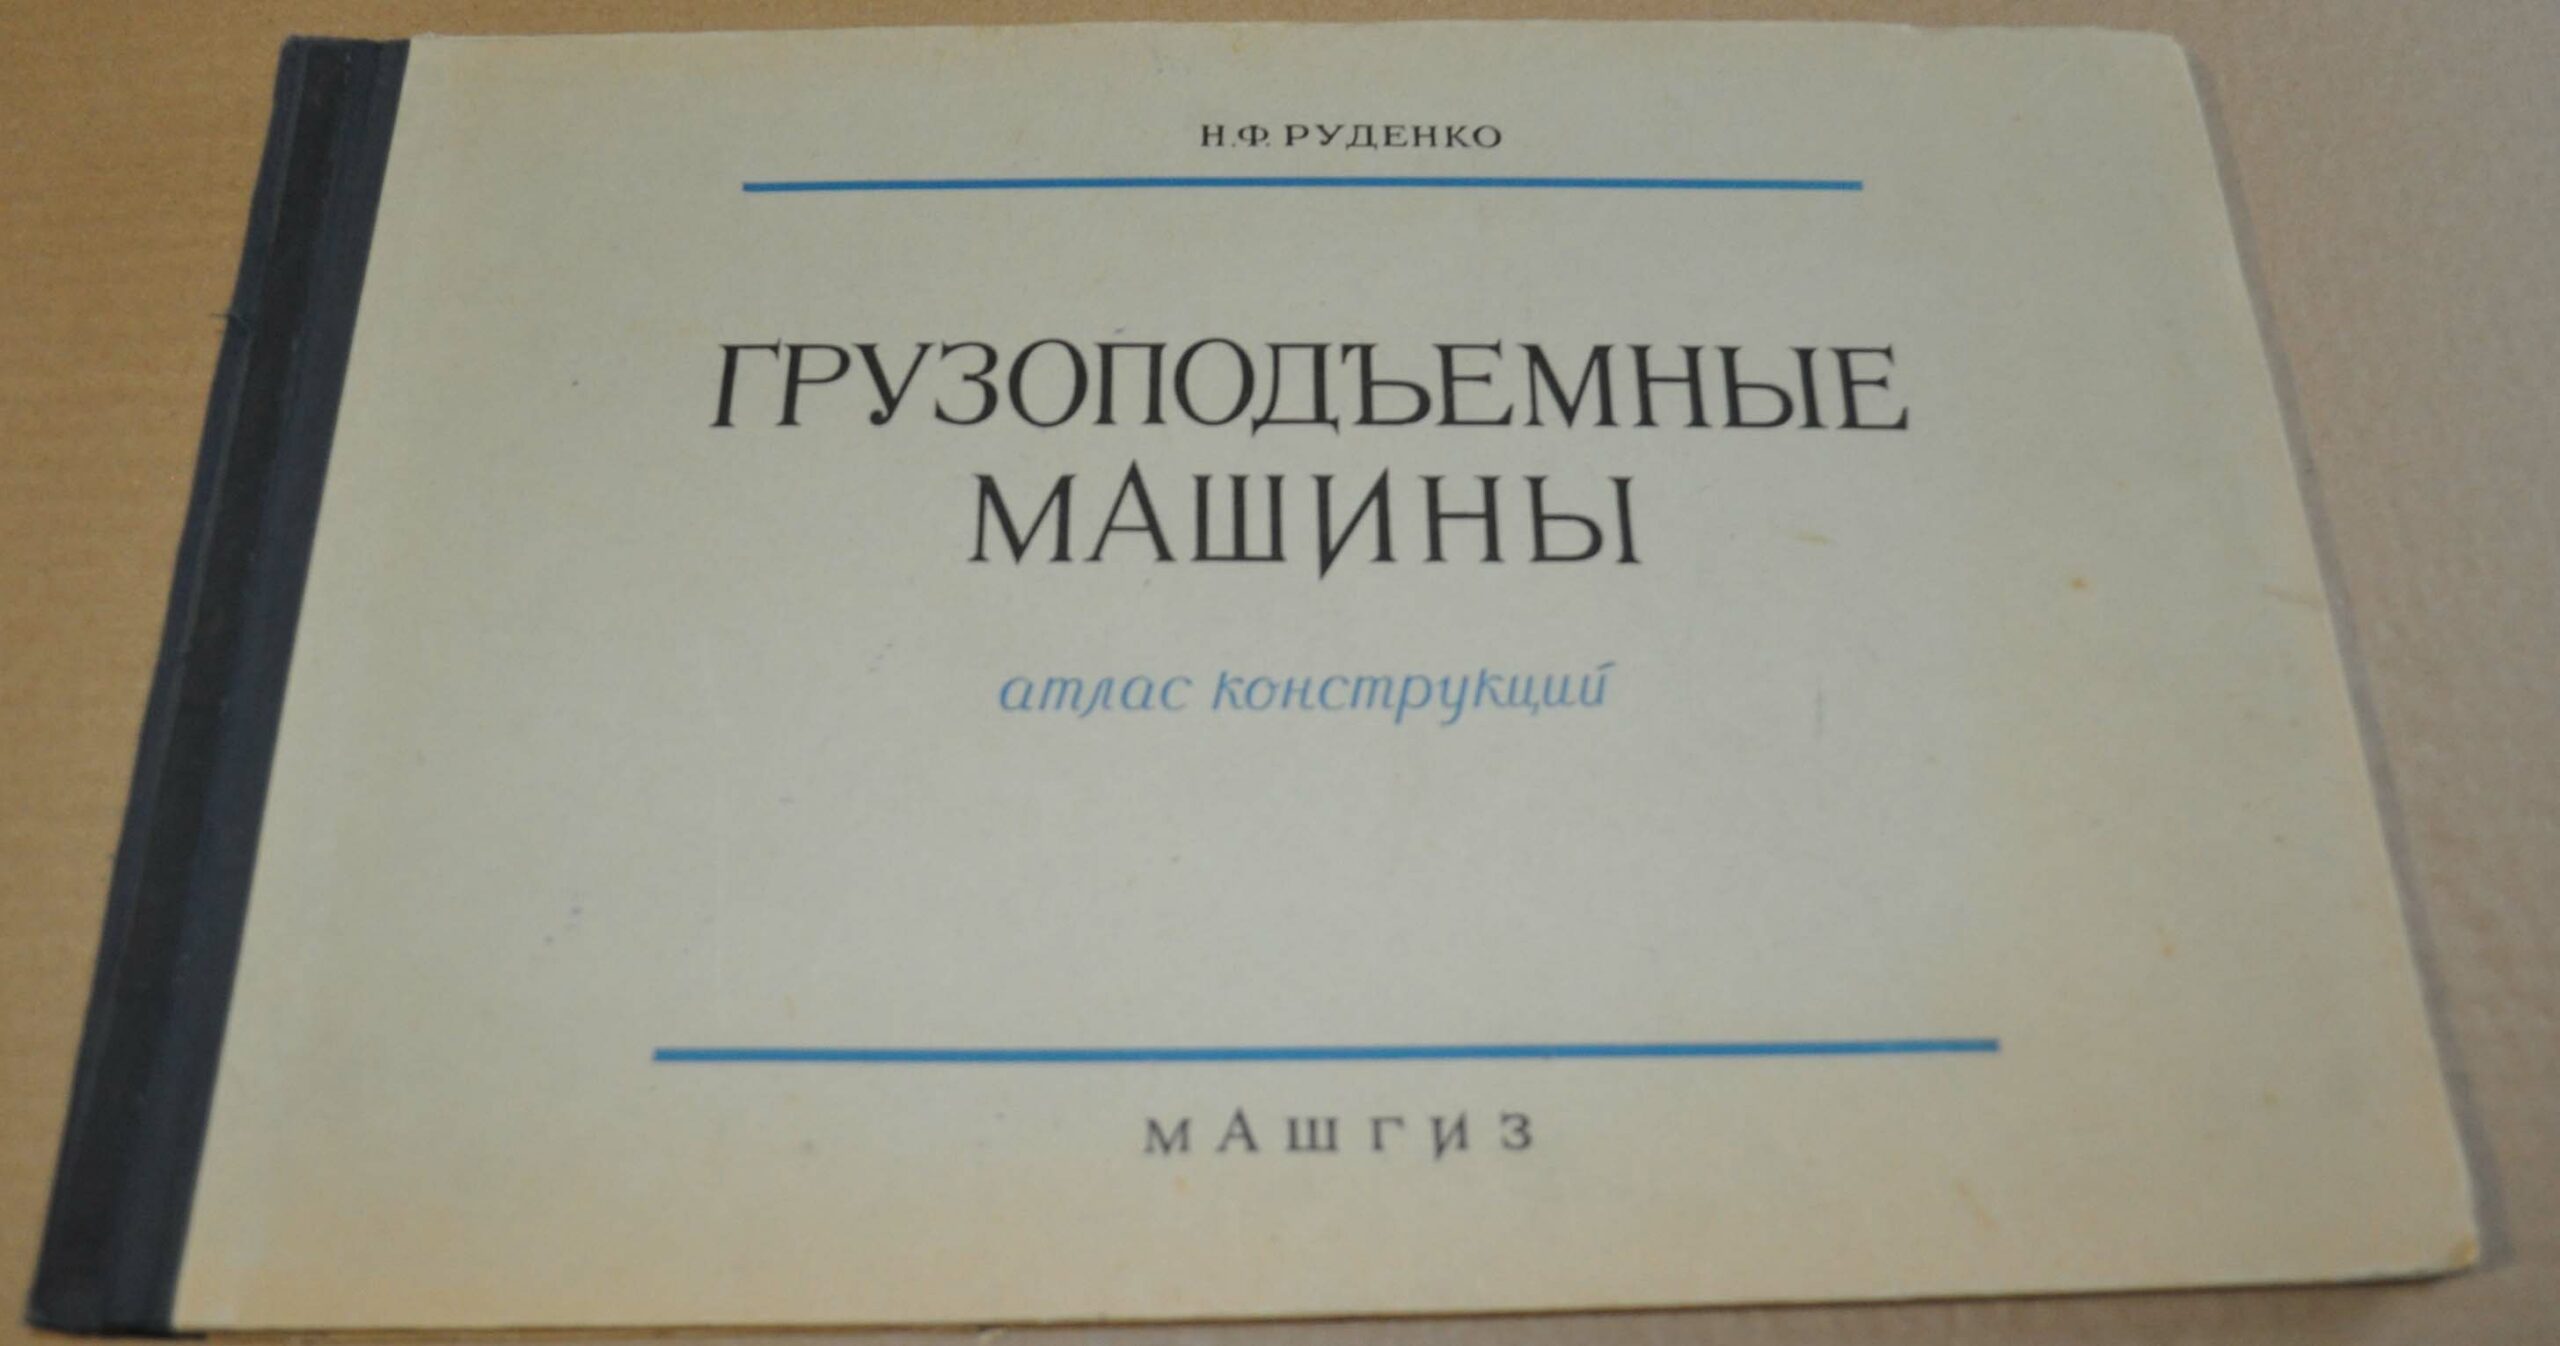 Н.Ф. РУДЕНКО
ГРУЗОПОДЪЕМНЫЕ
МАШИНЫ
атлас конструкций
МАШГИЗ